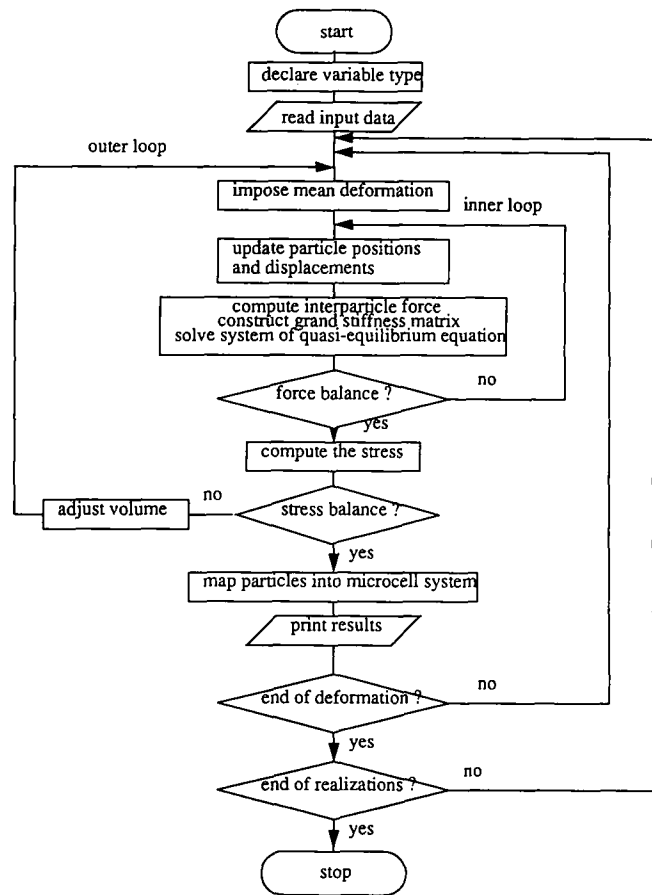 start
declare variable type
read input data
outer loop
impose mean deformation
inner loop
update particle positions
and displacements
compute interparticle force
construct grand stiffness matrix
solve system of quasi-equilibrium equation
force balance ?
no
yes
compute the stress
adjust volume
no
stress balance ?
yes
map particles into microcell system
print results
end of deformation ?
no
yes
end of realizations ?
no
yes
stop